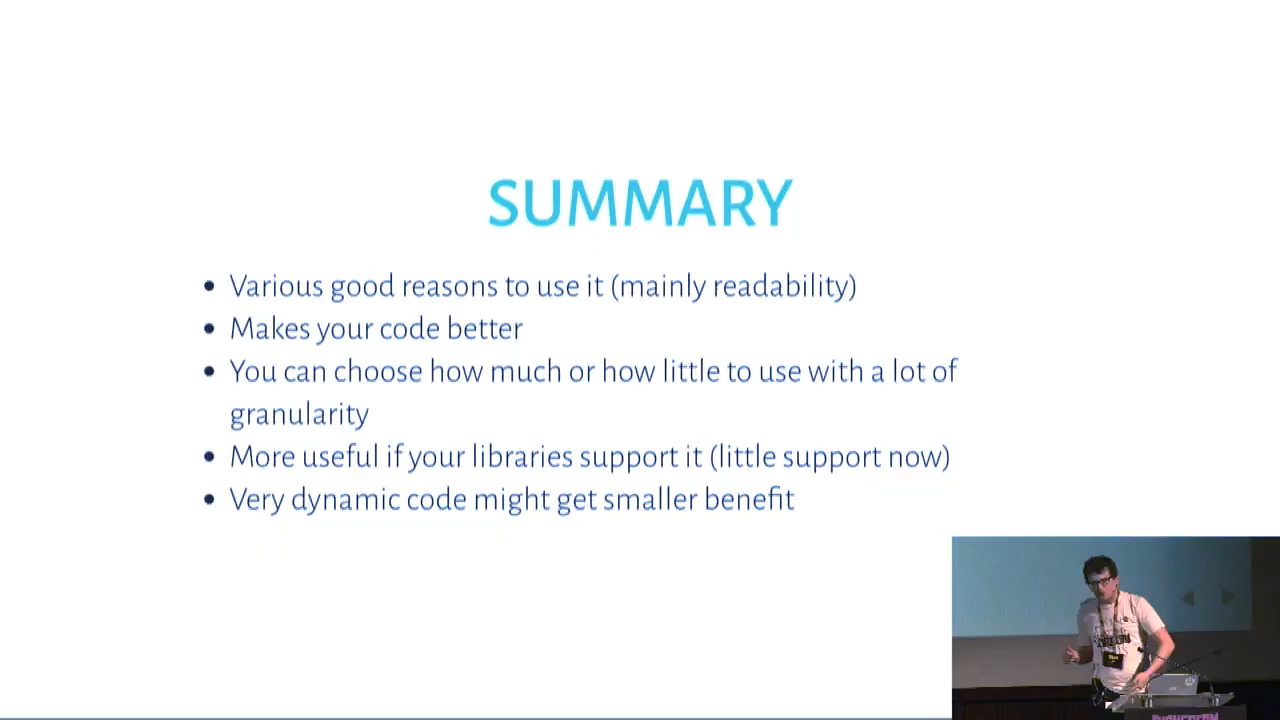 SUMMARY
Various good reasons to use it (mainly readability)
Makes your code better
You can choose how much or how little to use with a lot of
granularity
More useful if your libraries support it (little support now)
Very dynamic code might get smaller benefit